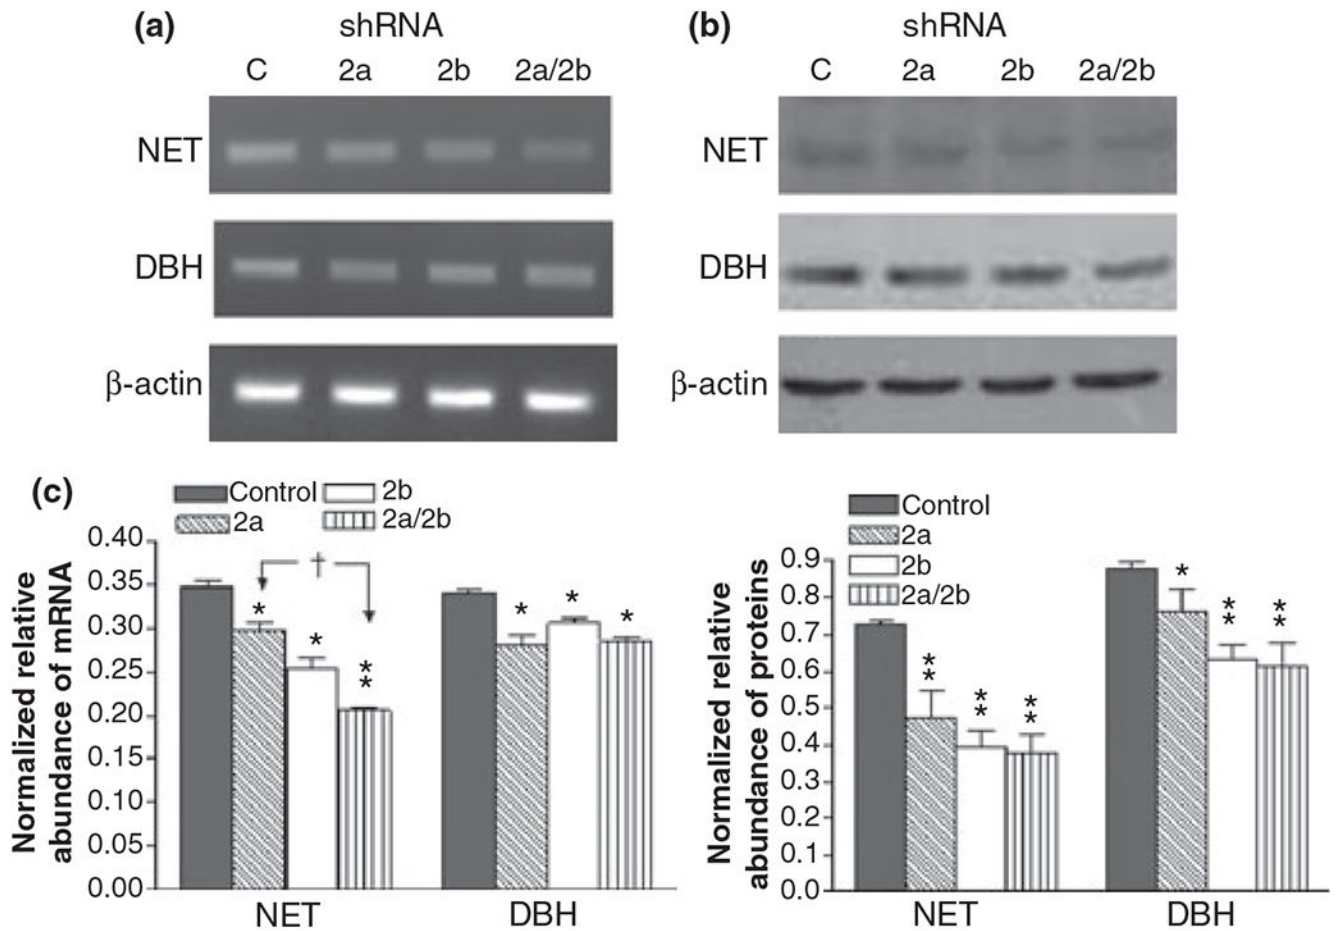 (a) shRNA
C 2a 2b 2a/2b
NET
DBH
β-actin
(b) shRNA
C 2a 2b 2a/2b
NET
DBH
β-actin
(c)
Control 2b
2a 2a/2b
Normalized relative
abundance of mRNA
0.40
0.35
0.30
0.25
0.20
0.15
0.10
0.05
0.00
†
*
*
*
*
*
*
*
NET DBH
Control
2a
2b
2a/2b
Normalized relative
abundance of proteins
0.9
0.8
0.7
0.6
0.5
0.4
0.3
0.2
0.1
0.0
*
*
*
*
*
*
*
*
*
*
*
NET DBH